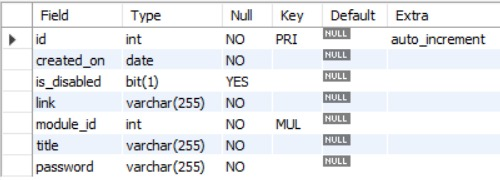 Field Type Null Key Default Extra
id int NO PRI NULL auto_increment
created_on date NO NULL
is_disabled bit(1) YES NULL
link varchar(255) NO NULL
module_id int NO MUL NULL
title varchar(255) NO NULL
password varchar(255) NO NULL